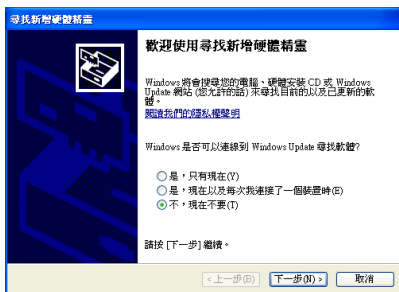 尋找新增硬體精靈
歡迎使用尋找新增硬體精靈
Windows 將會搜尋您的電腦、硬體安裝 CD 或 Windows
Update 網站 (您允許的話) 來尋找目前的以及已更新的軟
體。
閱讀我們的隱私權聲明
Windows 是否可以連線到 Windows Update 尋找軟體?
是，只有現在(Y)
是，現在以及每次我連接了一個裝置時(E)
不，現在不要(T)
請按 [下一步] 繼續。
<上一步(B)
下一步(N) >
取消